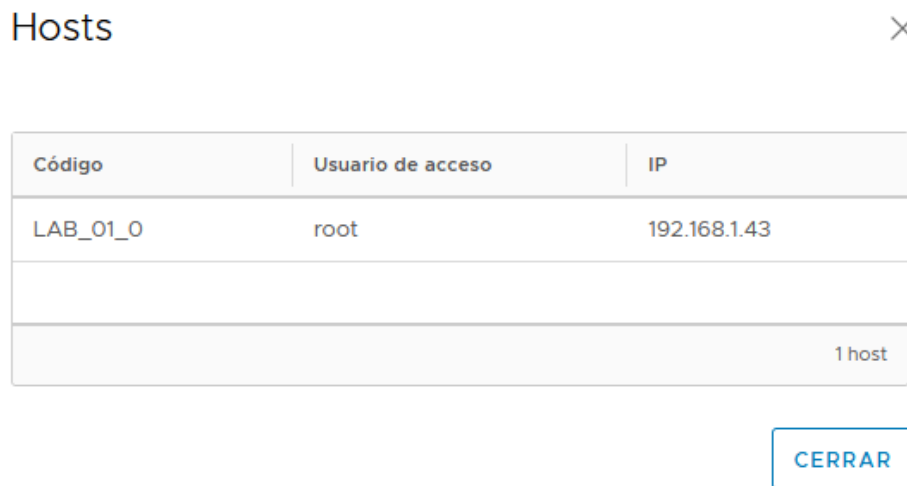 Hosts
Código Usuario de acceso IP
LAB_01_0 root 192.168.1.43
1 host
CERRAR